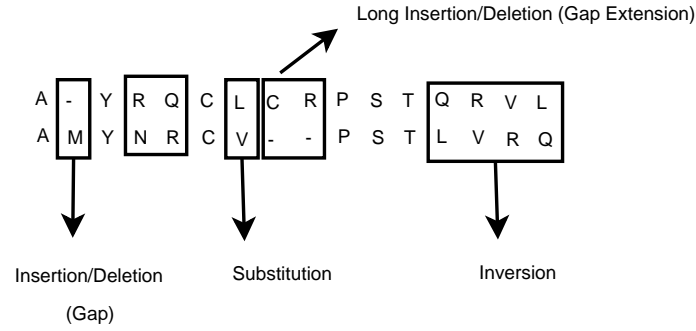 Long Insertion/Deletion (Gap Extension)
A - Y R Q C L C R P S T Q R V L
A M Y N R C V - - P S T L V R Q
Insertion/Deletion
(Gap)
Substitution
Inversion